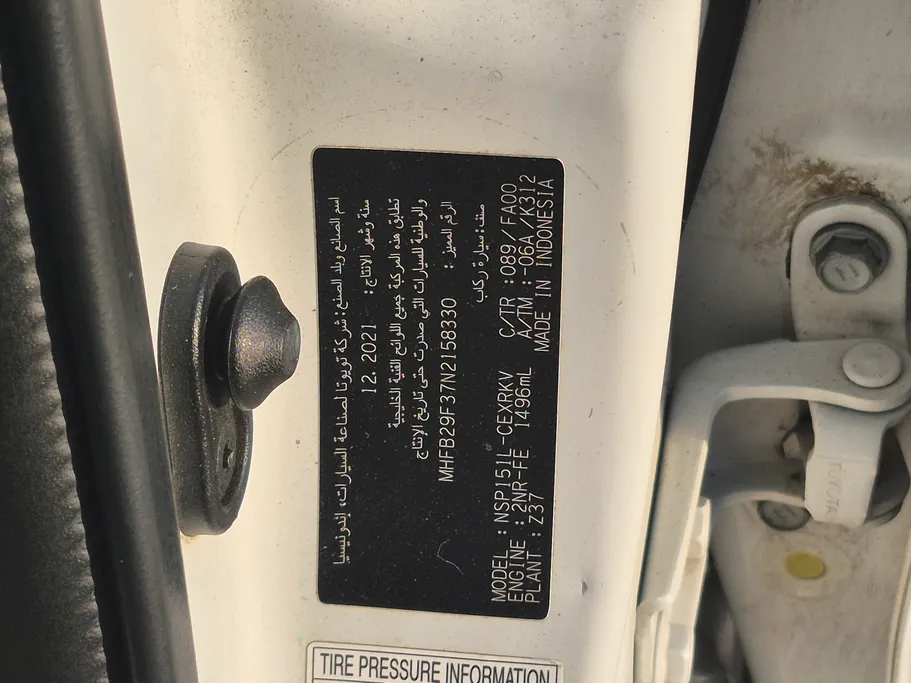 اسم الصانع وبلد الصنع: شركة تويوتا لصناعة السيارات، إندونيسيا
سنة وشهر الانتاج: 12. 2021
تطابق هذه المركبة جميع اللوائح الفنية الخليجية
والوطنية للسيارات التي صدرت حتى تاريخ الإنتاج
الرقم المميز : MHFB29F37N2158330
صنف: سيارة ركاب
MODEL : NSP151L-CEXRKV C/TR : 089/FA00
ENGINE : 2NR-FE 1496mL A/TM : -06A/K312
PLANT : Z37 MADE IN INDONESIA
TIRE PRESSURE INFORMATION
TOYOTA